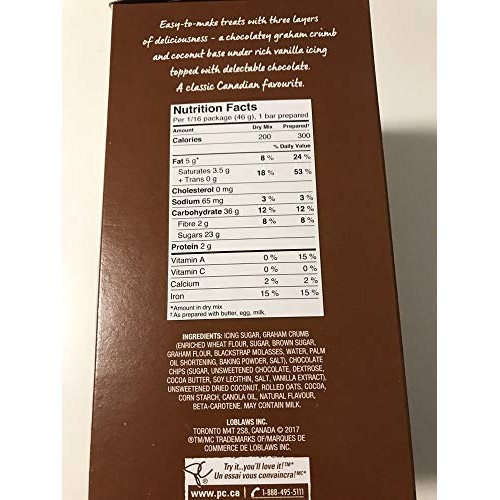 Easy-to-make treats with three layers
of deliciousness - a chocolatey graham crumb
and coconut base under rich vanilla icing
topped with delectable chocolate.
A classic Canadian favourite.
Nutrition Facts
Per 1/16 package (46 g), 1 bar prepared
Amount Dry Mix Prepared†
Calories 200 300
% Daily Value
Fat 5 g* 8 % 24 %
Saturates 3.5 g
+ Trans 0 g 18 % 53 %
Cholesterol 0 mg
Sodium 65 mg 3 % 3 %
Carbohydrate 36 g 12 % 12 %
Fibre 2 g 8 % 8 %
Sugars 23 g
Protein 2 g
Vitamin A 0 % 15 %
Vitamin C 0 % 0 %
Calcium 2 % 2 %
Iron 15 % 15 %
*Amount in dry mix
†As prepared with butter, egg, milk.
INGREDIENTS: ICING SUGAR, GRAHAM CRUMB
(ENRICHED WHEAT FLOUR, SUGAR, BROWN SUGAR,
GRAHAM FLOUR, BLACKSTRAP MOLASSES, WATER, PALM
OIL SHORTENING, BAKING POWDER, SALT), CHOCOLATE
CHIPS (SUGAR, UNSWEETENED CHOCOLATE, DEXTROSE,
COCOA BUTTER, SOY LECITHIN, SALT, VANILLA EXTRACT),
UNSWEETENED DRIED COCONUT, ROLLED OATS, COCOA,
CORN STARCH, CANOLA OIL, NATURAL FLAVOUR,
BETA-CAROTENE. MAY CONTAIN MILK.
LOBLAWS INC.
TORONTO M4T 2S8, CANADA © 2017
®TM/MC TRADEMARKS OF/MARQUES DE
COMMERCE DE LOBLAWS INC.
Try it...you'll love it!™
Un essai vous convaincra!MC
www.pc.ca 1-888-495-5111